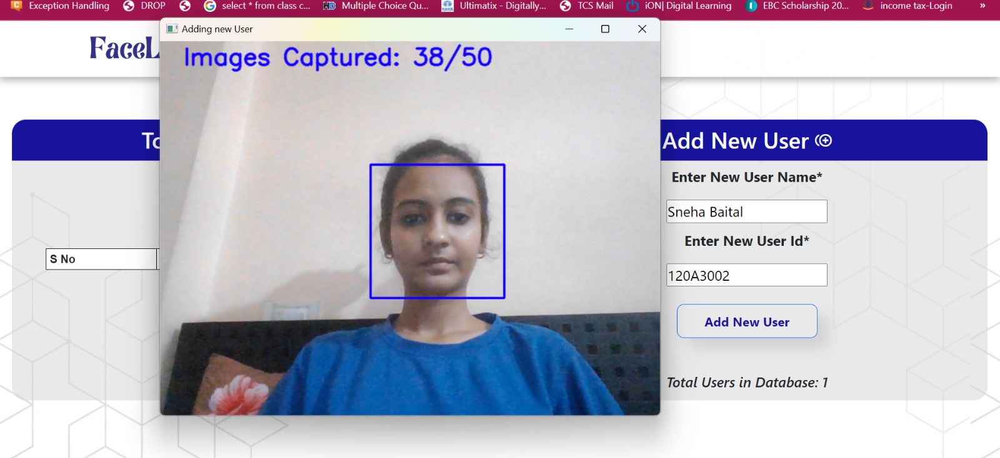 Exception Handling DROP select * from class c... Multiple Choice Qu... TATA Ultimatix - Digitally... TCS Mail iON| Digital Learning EBC Scholarship 20... income tax-Login »
Adding new User
FaceL
Images Captured: 38/50
To
Add New User
Enter New User Name*
Sneha Baital
Enter New User Id*
S No
120A3002
Add New User
Total Users in Database: 1